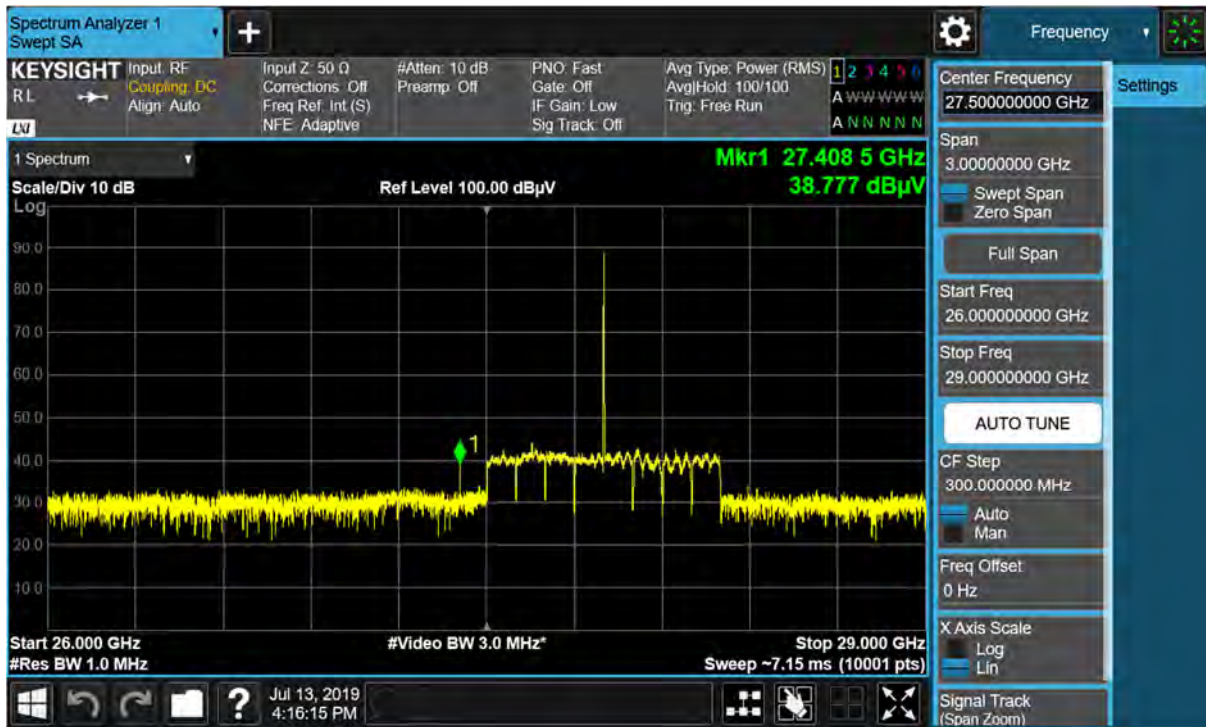 Spectrum Analyzer 1
Swept SA
+
Frequency
KEYSIGHT
RL
LXI
Input: RF
Coupling: DC
Align: Auto
Input Z: 50 Ω
Corrections: Off
Freq Ref: Int (S)
NFE: Adaptive
#Atten: 10 dB
Preamp: Off
PNO: Fast
Gate: Off
IF Gain: Low
Sig Track: Off
Avg Type: Power (RMS)
Avg|Hold: 100/100
Trig: Free Run
1 2 3 4 5 6
A W W W W W
A N N N N N
1 Spectrum
Scale/Div 10 dB
Log
Ref Level 100.00 dBµV
Mkr1 27.408 5 GHz
38.777 dBµV
90.0
80.0
70.0
60.0
50.0
40.0
30.0
20.0
10.0
1
Start 26.000 GHz
#Res BW 1.0 MHz
#Video BW 3.0 MHz*
Stop 29.000 GHz
Sweep ~7.15 ms (10001 pts)
Center Frequency
27.500000000 GHz
Settings
Span
3.00000000 GHz
Swept Span
Zero Span
Full Span
Start Freq
26.000000000 GHz
Stop Freq
29.000000000 GHz
AUTO TUNE
CF Step
300.000000 MHz
Auto
Man
Freq Offset
0 Hz
X Axis Scale
Log
Lin
Signal Track
(Span Zoom)
?
Jul 13, 2019
4:16:15 PM